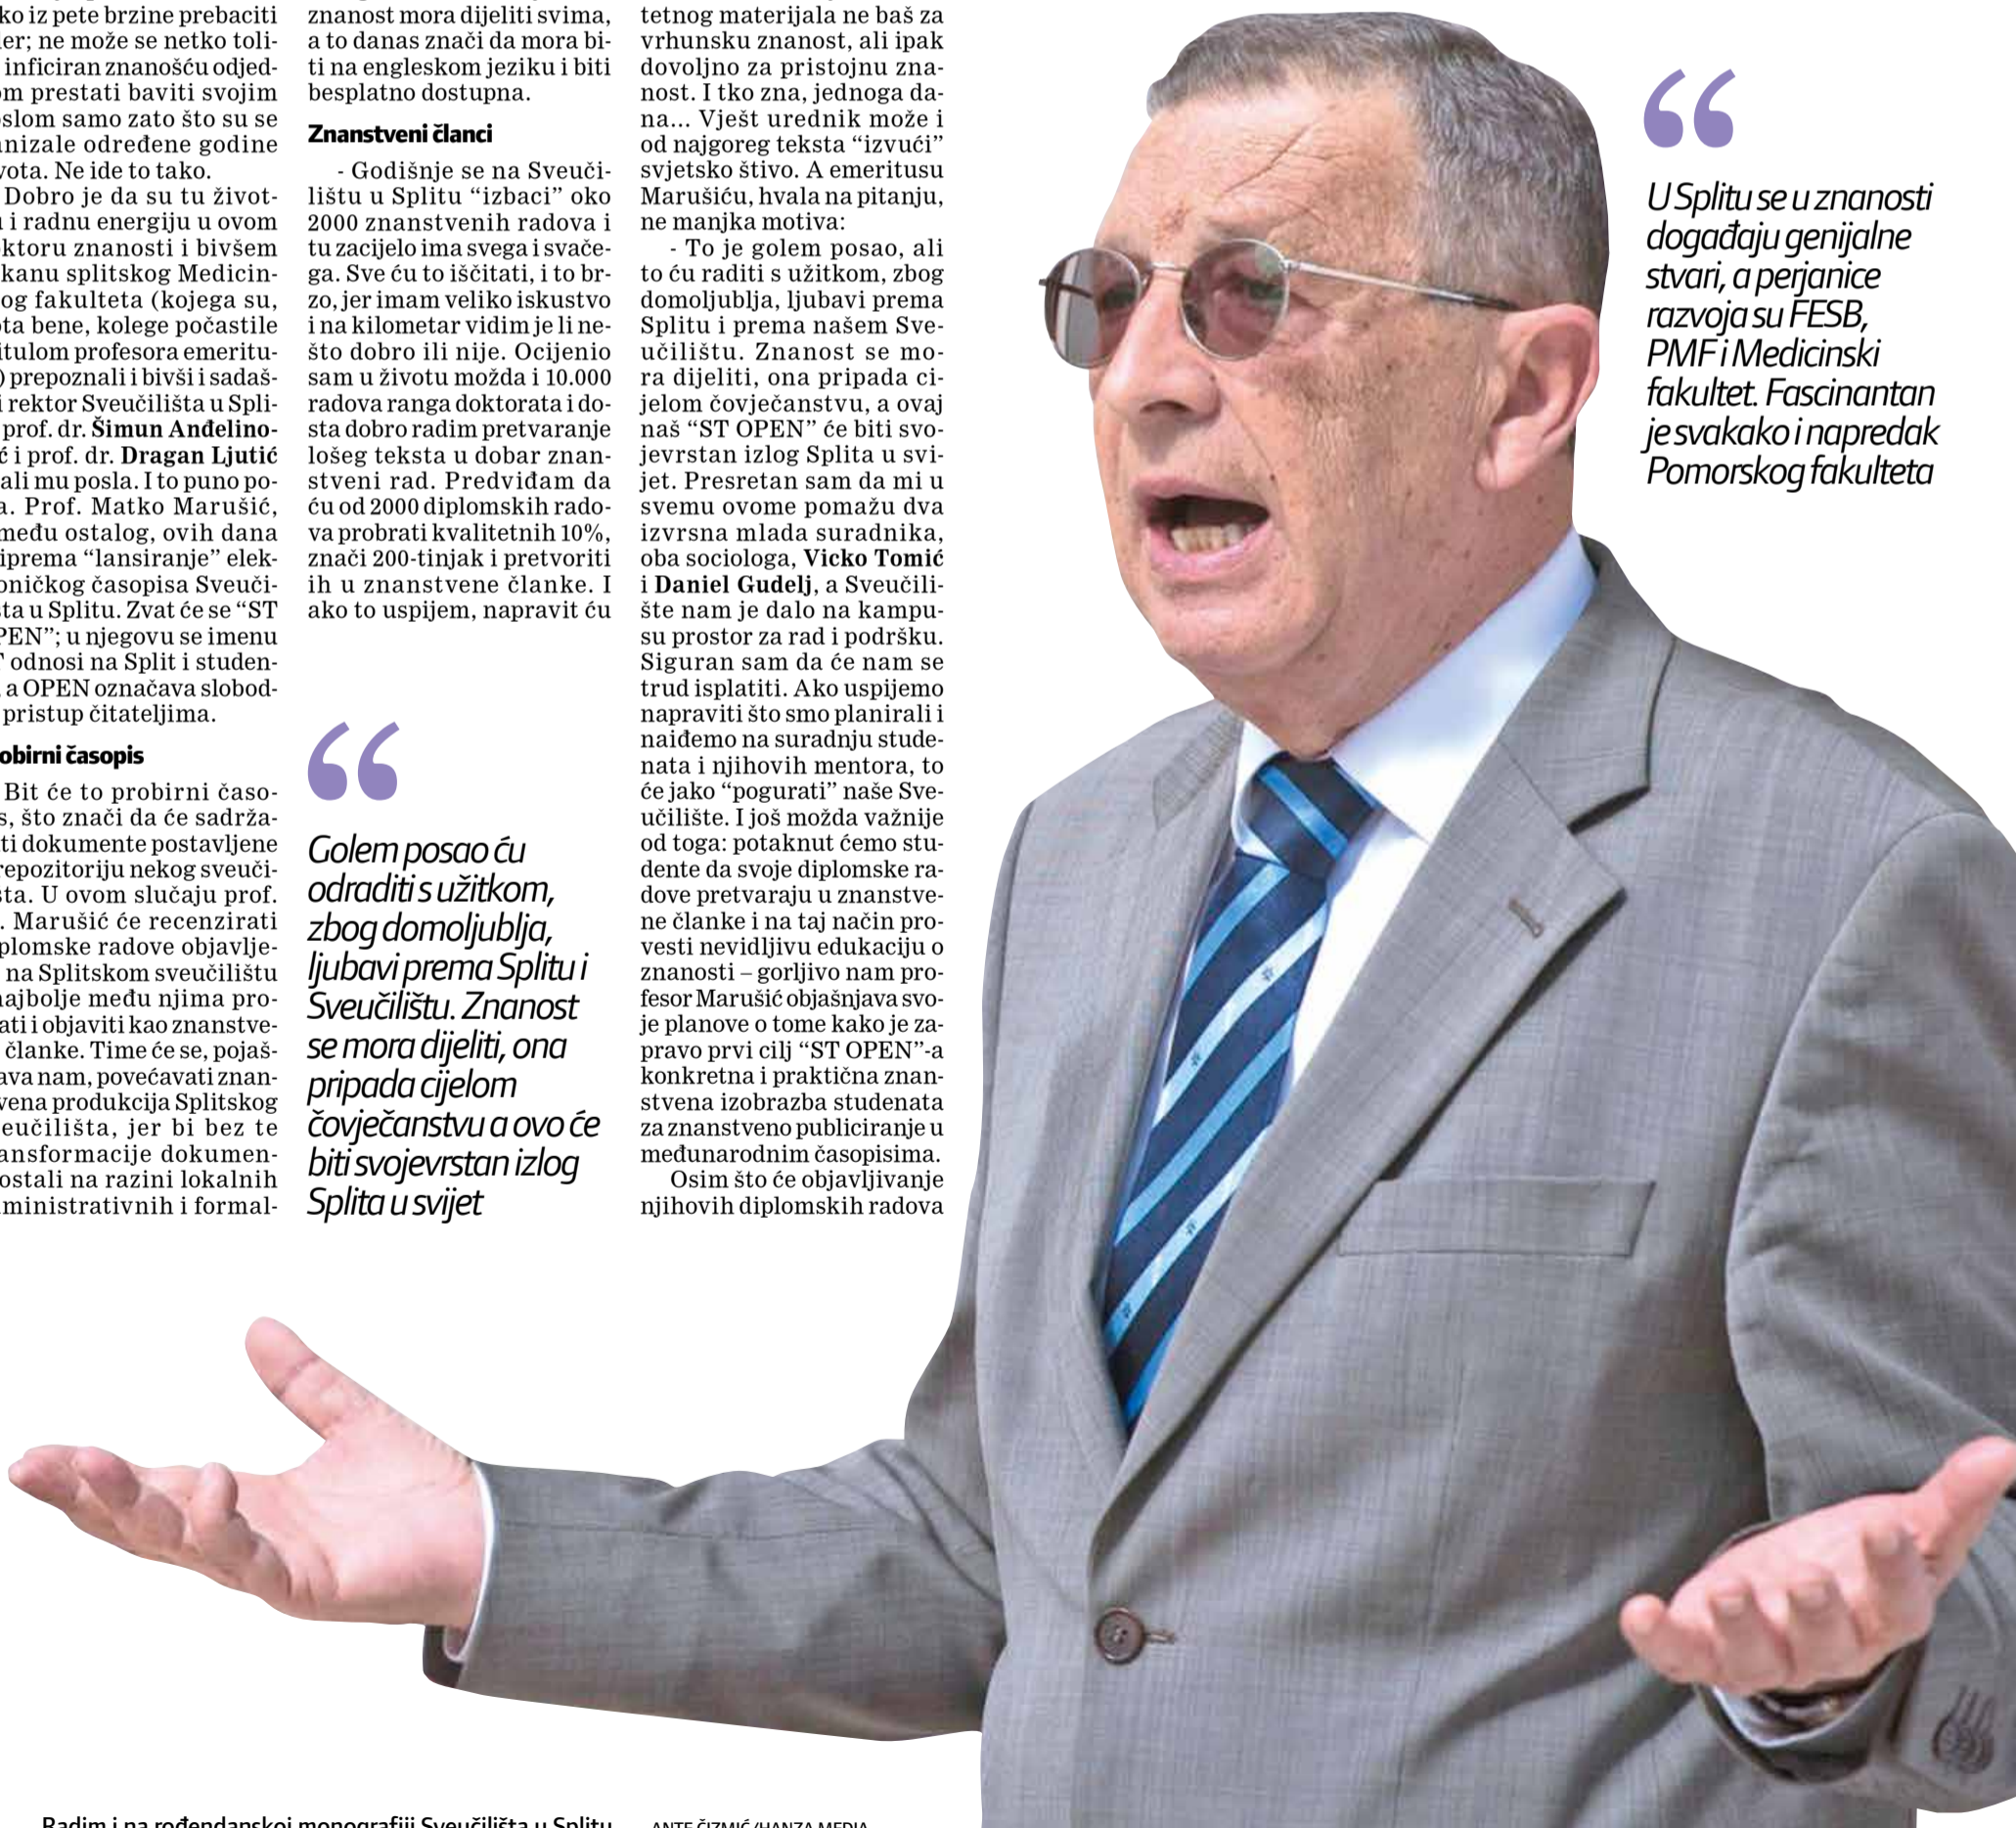 ko iz pete brzine prebaciti
ler; ne može se netko toli-
inficiran znanošću odjed-
om prestati baviti svojim
oslom samo zato što su se
anizale određene godine
vota. Ne ide to tako.
Dobro je da su tu život-
u i radnu energiju u ovom
oktoru znanosti i bivšem
kanu splitskog Medicin-
og fakulteta (kojega su,
ota bene, kolege počastile
itulom profesora emeritu-
) prepoznali i bivši i sadaš-
i rektor Sveučilišta u Spli-
prof. dr. Šimun Anđelino-
ć i prof. dr. Dragan Ljutić
ali mu posla. I to puno po-
a. Prof. Matko Marušić,
među ostalog, ovih dana
iprema “lansiranje” elek-
oničkog časopisa Sveuči-
šta u Splitu. Zvat će se “ST
PEN”; u njegovu se imenu
T odnosi na Split i studen-
, a OPEN označava slobod-
pristup čitateljima.
obirni časopis
Bit će to probirni časo-
s, što znači da će sadrža-
ti dokumente postavljene
repozitoriju nekog sveuči-
šta. U ovom slučaju prof.
. Marušić će recenzirati
plomske radove objavlje-
na Splitskom sveučilištu
najbolje među njima pro-
ati i objaviti kao znanstve-
članke. Time će se, pojaš-
ava nam, povećavati znan-
vena produkcija Splitskog
eučilišta, jer bi bez te
ansformacije dokumen-
ostali na razini lokalnih
ministrativnih i formal-
znanost mora dijeliti svima,
a to danas znači da mora bi-
ti na engleskom jeziku i biti
besplatno dostupna.
Znanstveni članci
- Godišnje se na Sveuči-
lištu u Splitu “izbaci” oko
2000 znanstvenih radova i
tu zacijelo ima svega i svače-
ga. Sve ću to iščitati, i to br-
zo, jer imam veliko iskustvo
i na kilometar vidim je li ne-
što dobro ili nije. Ocijenio
sam u životu možda i 10.000
radova ranga doktorata i do-
sta dobro radim pretvaranje
lošeg teksta u dobar znan-
stveni rad. Predviđam da
ću od 2000 diplomskih rado-
va probrati kvalitetnih 10%,
znači 200-tinjak i pretvoriti
ih u znanstvene članke. I
ako to uspijem, napravit ću
“
Golem posao ću
odraditi s užitkom,
zbog domoljublja,
ljubavi prema Splitu i
Sveučilištu. Znanost
se mora dijeliti, ona
pripada cijelom
čovječanstvu a ovo će
biti svojevrstan izlog
Splita u svijet
tetnog materijala ne baš za
vrhunsku znanost, ali ipak
dovoljno za pristojnu zna-
nost. I tko zna, jednoga da-
na... Vješt urednik može i
od najgoreg teksta “izvući”
svjetsko štivo. A emeritusu
Marušiću, hvala na pitanju,
ne manjka motiva:
- To je golem posao, ali
to ću raditi s užitkom, zbog
domoljublja, ljubavi prema
Splitu i prema našem Sve-
učilištu. Znanost se mo-
ra dijeliti, ona pripada ci-
jelom čovječanstvu, a ovaj
naš “ST OPEN” će biti svo-
jevrstan izlog Splita u svi-
jet. Presretan sam da mi u
svemu ovome pomažu dva
izvrsna mlada suradnika,
oba sociologa, Vicko Tomić
i Daniel Gudelj, a Sveučili-
šte nam je dalo na kampu-
su prostor za rad i podršku.
Siguran sam da će nam se
trud isplatiti. Ako uspijemo
napraviti što smo planirali i
naiđemo na suradnju stude-
nata i njihovih mentora, to
će jako “pogurati” naše Sve-
učilište. I još možda važnije
od toga: potaknut ćemo stu-
dente da svoje diplomske ra-
dove pretvaraju u znanstve-
ne članke i na taj način pro-
vesti nevidljivu edukaciju o
znanosti – gorljivo nam pro-
fesor Marušić objašnjava svo-
je planove o tome kako je za-
pravo prvi cilj “ST OPEN”-a
konkretna i praktična znan-
stvena izobrazba studenata
za znanstveno publiciranje u
međunarodnim časopisima.
Osim što će objavljivanje
njihovih diplomskih radova
“
U Splitu se u znanosti
događaju genijalne
stvari, a perjanice
razvoja su FESB,
PMF i Medicinski
fakultet. Fascinantan
je svakako i napredak
Pomorskog fakulteta
Radim i na rođendanskoj monografiji Sveučilišta u Splitu
ANTE ČIZMIĆ/HANZA MEDIA